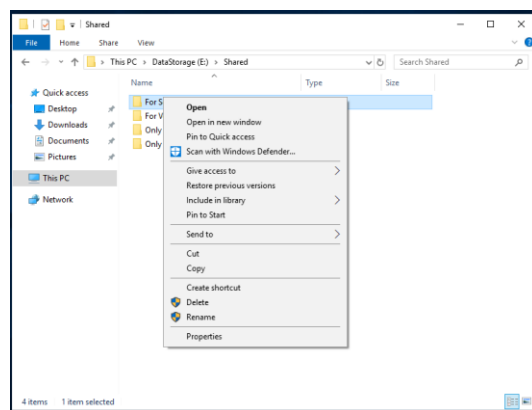 Shared
File Home Share View
This PC > DataStorage (E:) > Shared
Search Shared
Name Type Size
Quick access
Desktop
Downloads
Documents
Pictures
This PC
Network
For S
For V
Only
Only
Open
Open in new window
Pin to Quick access
Scan with Windows Defender...
Give access to
Restore previous versions
Include in library
Pin to Start
Send to
Cut
Copy
Create shortcut
Delete
Rename
Properties
4 items 1 item selected